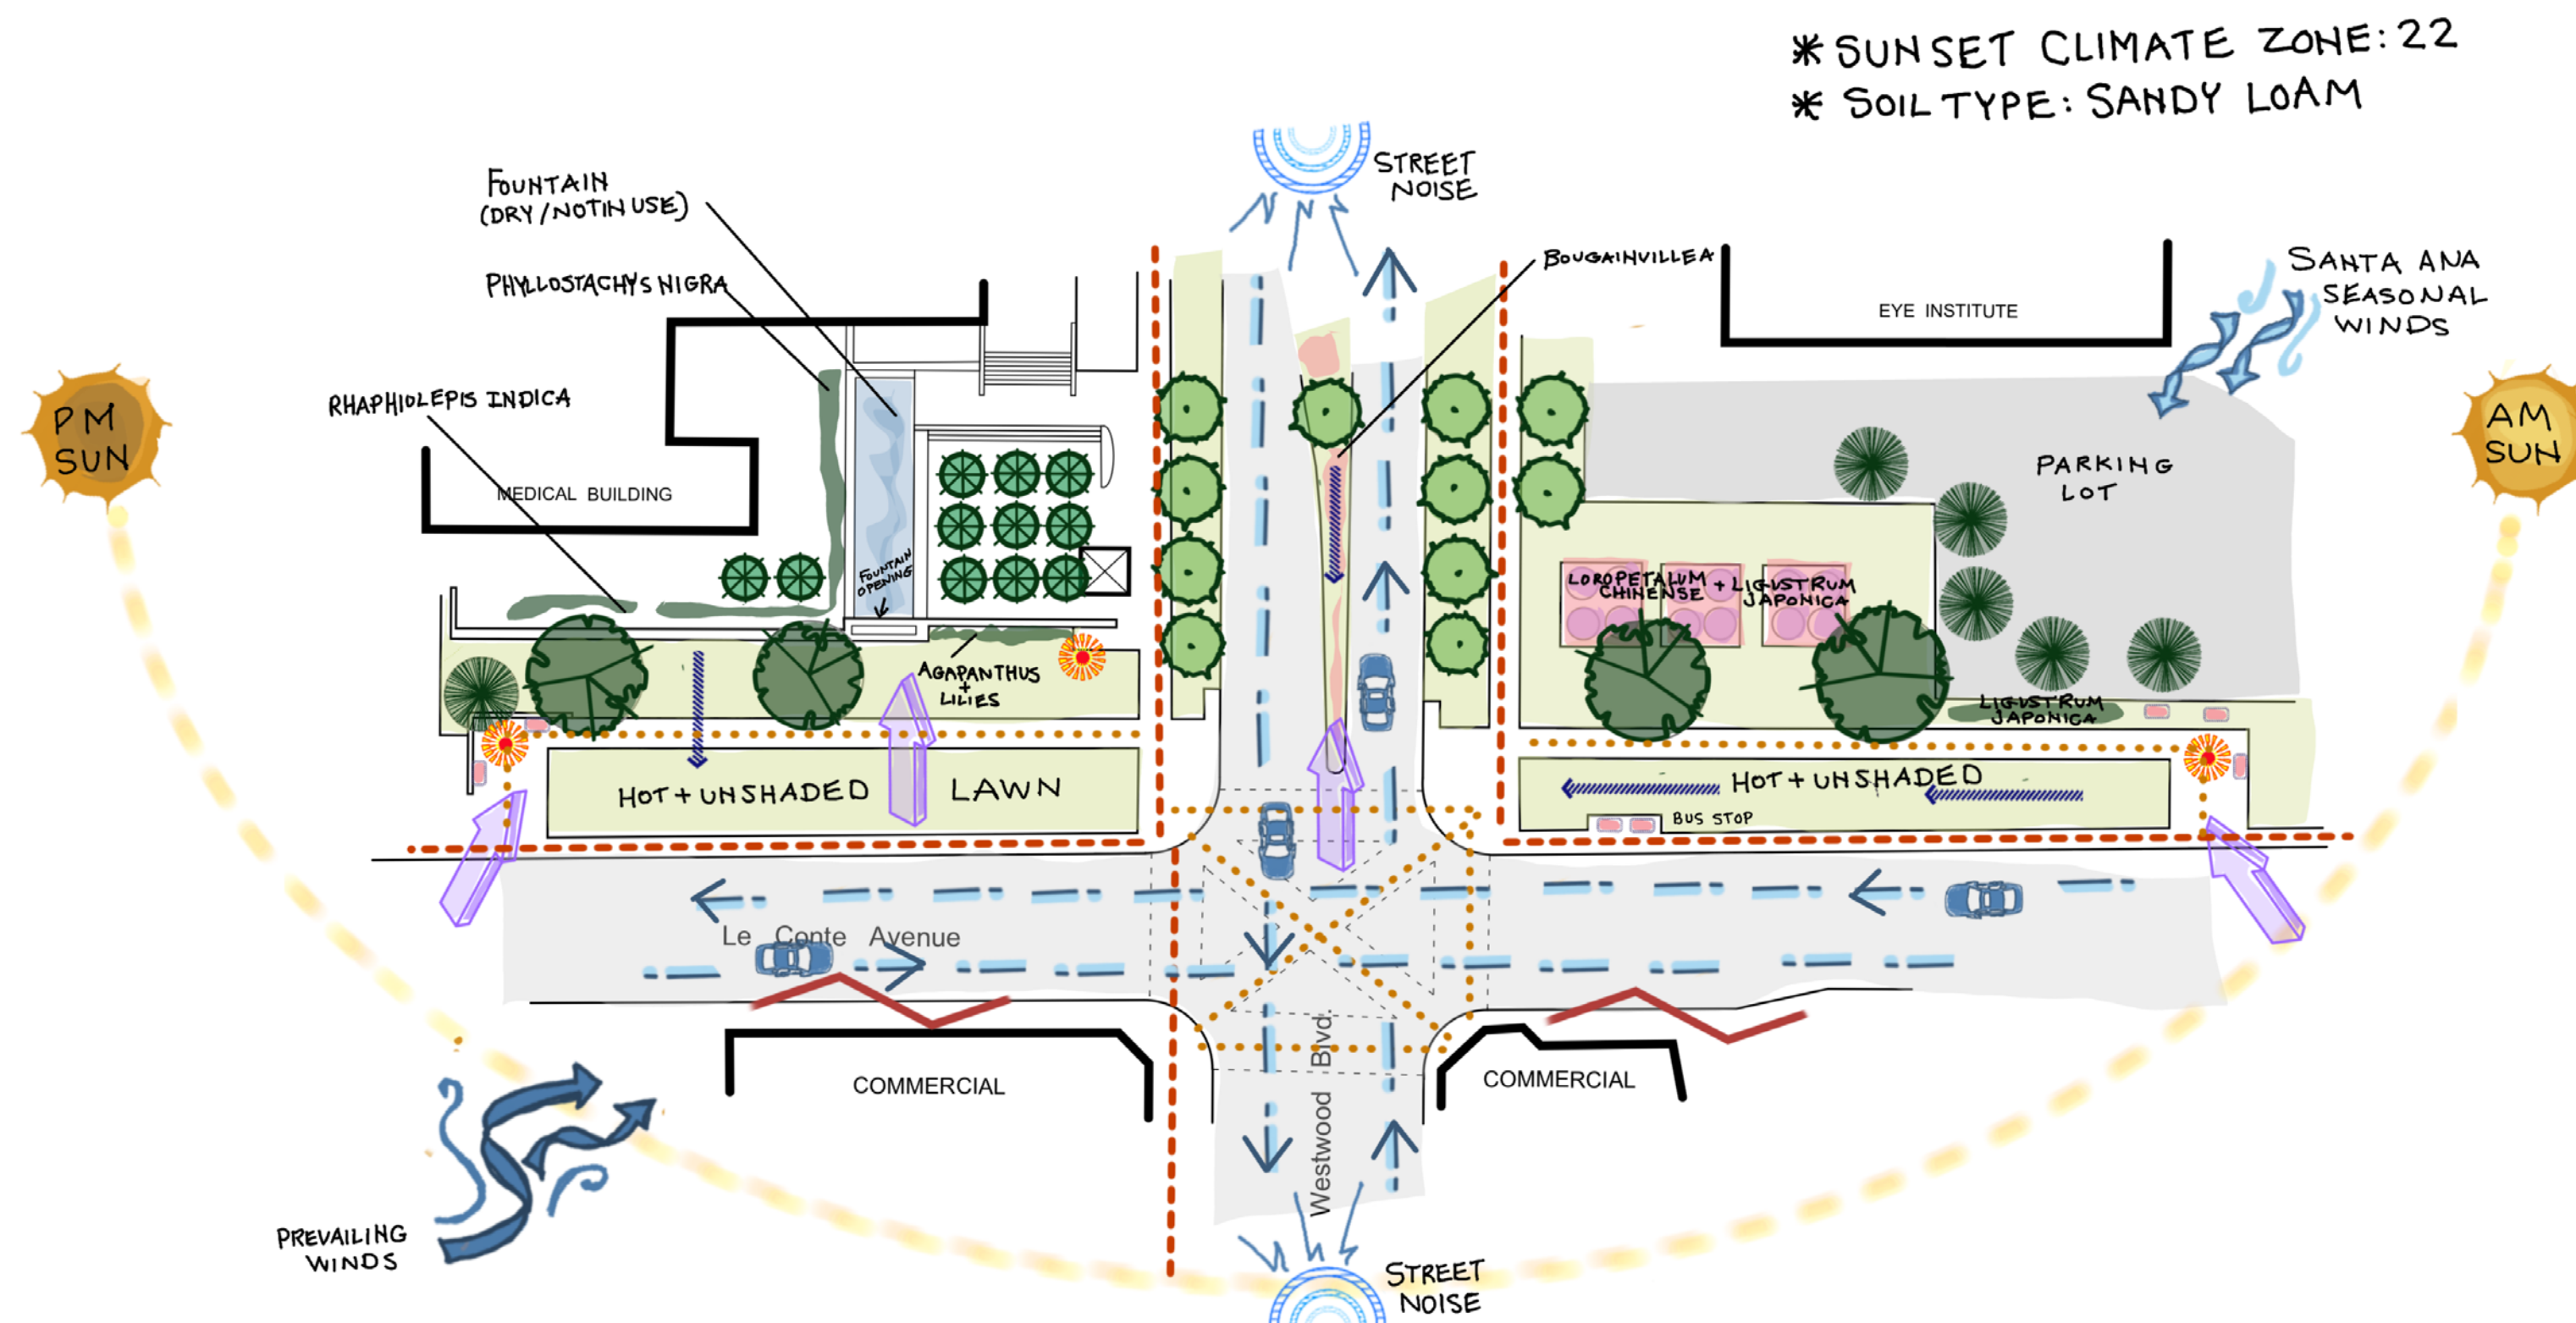 * SUNSET CLIMATE ZONE: 22
* SOIL TYPE: SANDY LOAM
STREET
NOISE
FOUNTAIN
(DRY/NOT IN USE)
PHYLLOSTACHYS NIGRA
BOUGAINVILLEA
EYE INSTITUTE
SANTA ANA
SEASONAL
WINDS
RHAPHIOLEPIS INDICA
PM
SUN
AM
SUN
MEDICAL BUILDING
PARKING
LOT
FOUNTAIN
OPENING
LOROPETALUM + LIGUSTRUM
CHINENSE JAPONICA
AGAPANTHUS
+
LILIES
LIGUSTRUM
JAPONICA
HOT + UNSHADED LAWN
HOT + UNSHADED
BUS STOP
Le Conte Avenue
Westwood Blvd.
COMMERCIAL
COMMERCIAL
PREVAILING
WINDS
STREET
NOISE